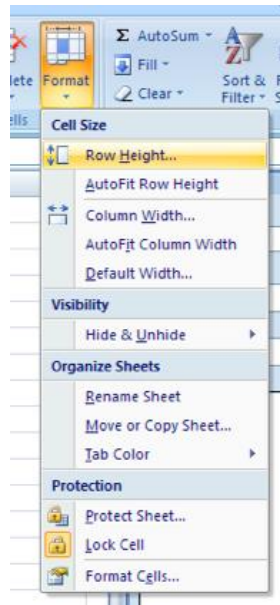 Σ AutoSum
Fill
Clear
lete
Format
Sort &
Filter
ells
Cell Size
Row Height...
AutoFit Row Height
Column Width...
AutoFit Column Width
Default Width...
Visibility
Hide & Unhide
Organize Sheets
Rename Sheet
Move or Copy Sheet...
Tab Color
Protection
Protect Sheet...
Lock Cell
Format Cells...